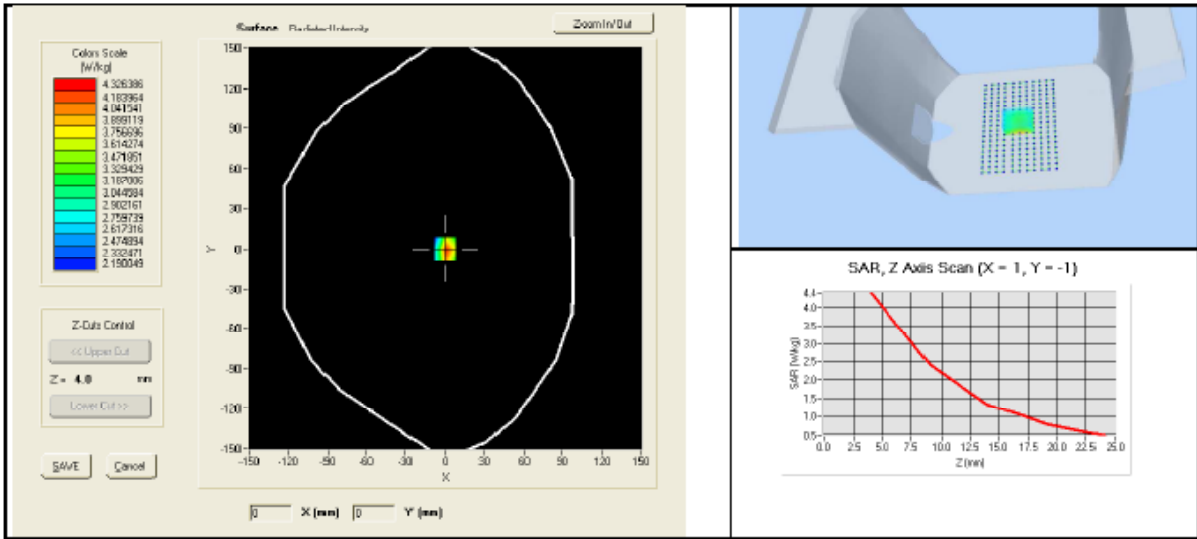 Surface Radiated Intensity
Zoom In/Out
Colors Scale
(W/kg)
4.326386
4.183964
4.041541
3.899119
3.756696
3.614274
3.471851
3.329429
3.187006
3.044584
2.902161
2.759739
2.617316
2.474894
2.332471
2.190049
Z-Cuts Control
<< Upper Cut
Z = 4.0 mm
Lower Cut >>
SAVE
Cancel
150
120
90
60
30
0
-30
-60
-90
-120
-150
Y
-150 -120 -90 -60 -30 0 30 60 90 120 150
X
0 X (mm) 0 Y (mm)
SAR, Z Axis Scan (X = 1, Y = -1)
4.4
4.0
3.5
3.0
2.5
2.0
1.5
1.0
0.5
SAR (W/kg)
0.0 2.5 5.0 7.5 10.0 12.5 15.0 17.5 20.0 22.5 25.0
Z (mm)